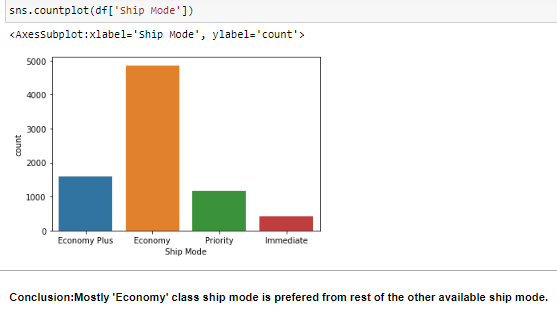 sns.countplot(df['Ship Mode'])
<AxesSubplot:xlabel='Ship Mode', ylabel='count'>
5000
4000
3000
2000
1000
0
count
Economy Plus Economy Priority Immediate
Ship Mode
Conclusion:Mostly 'Economy' class ship mode is prefered from rest of the other available ship mode.